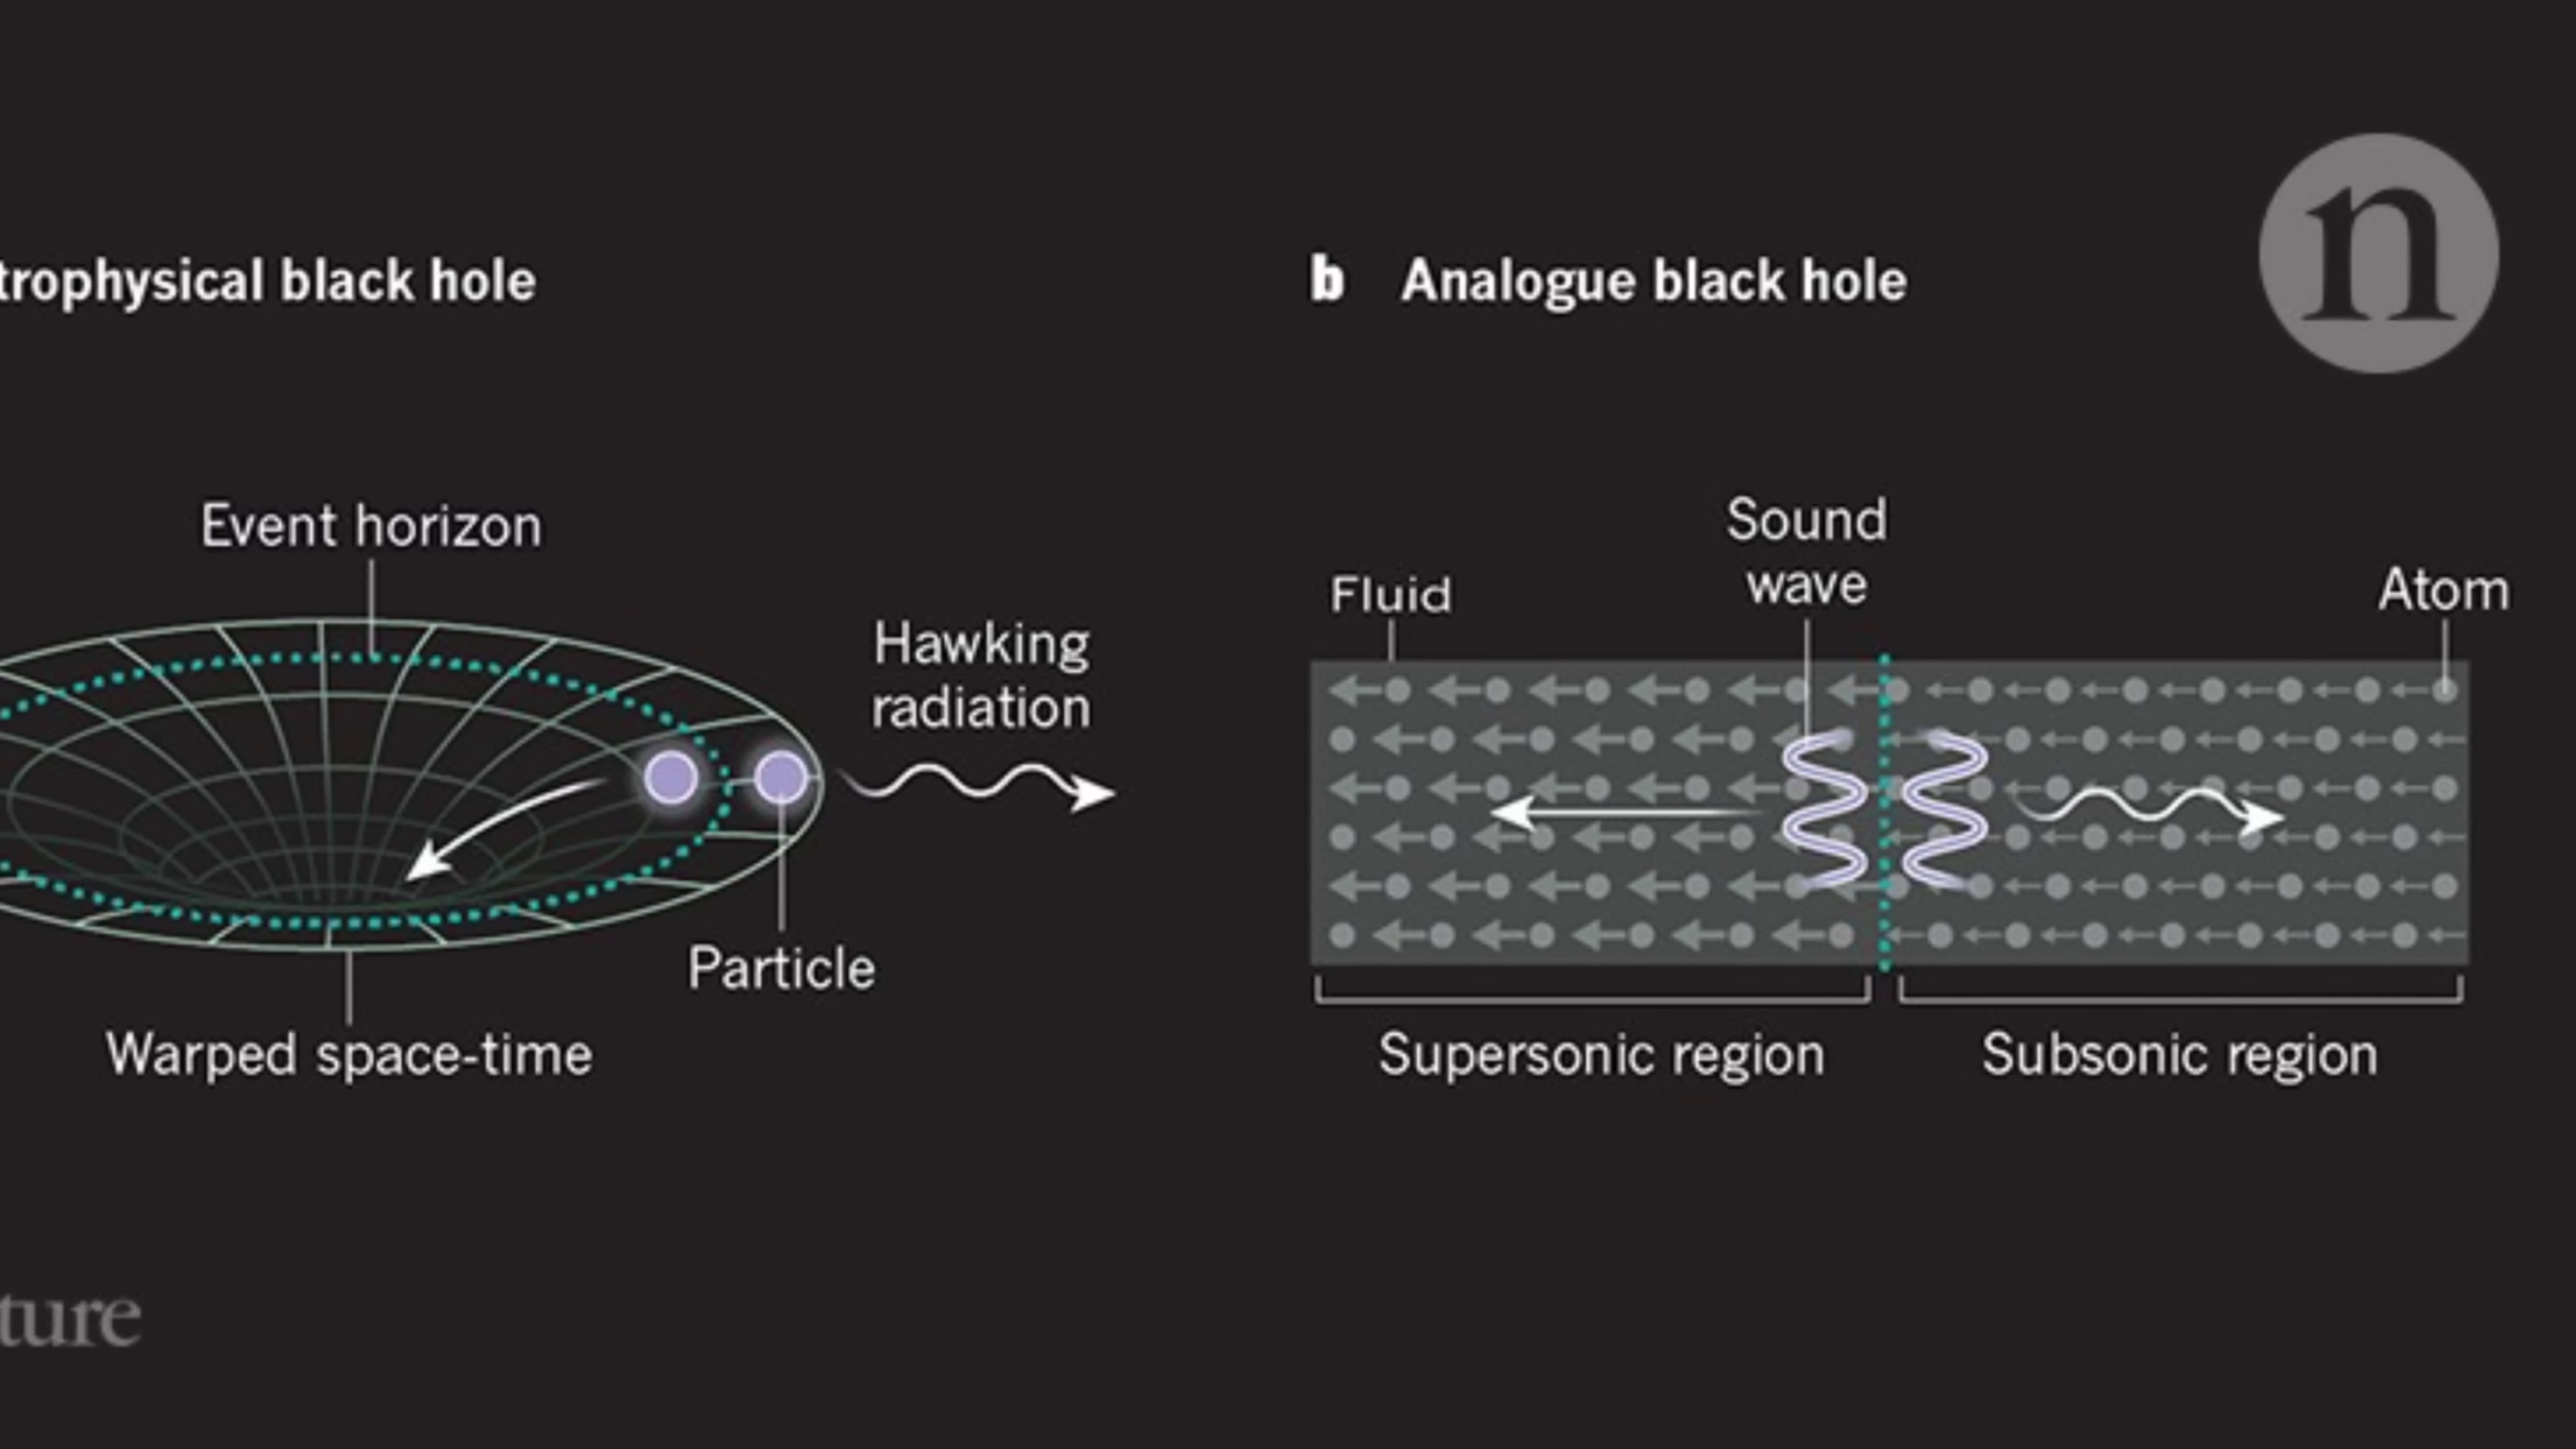 trophysical black hole
Event horizon
Hawking
radiation
Particle
Warped space-time
b Analogue black hole
n
Sound
wave
Fluid
Atom
Supersonic region
Subsonic region
ture